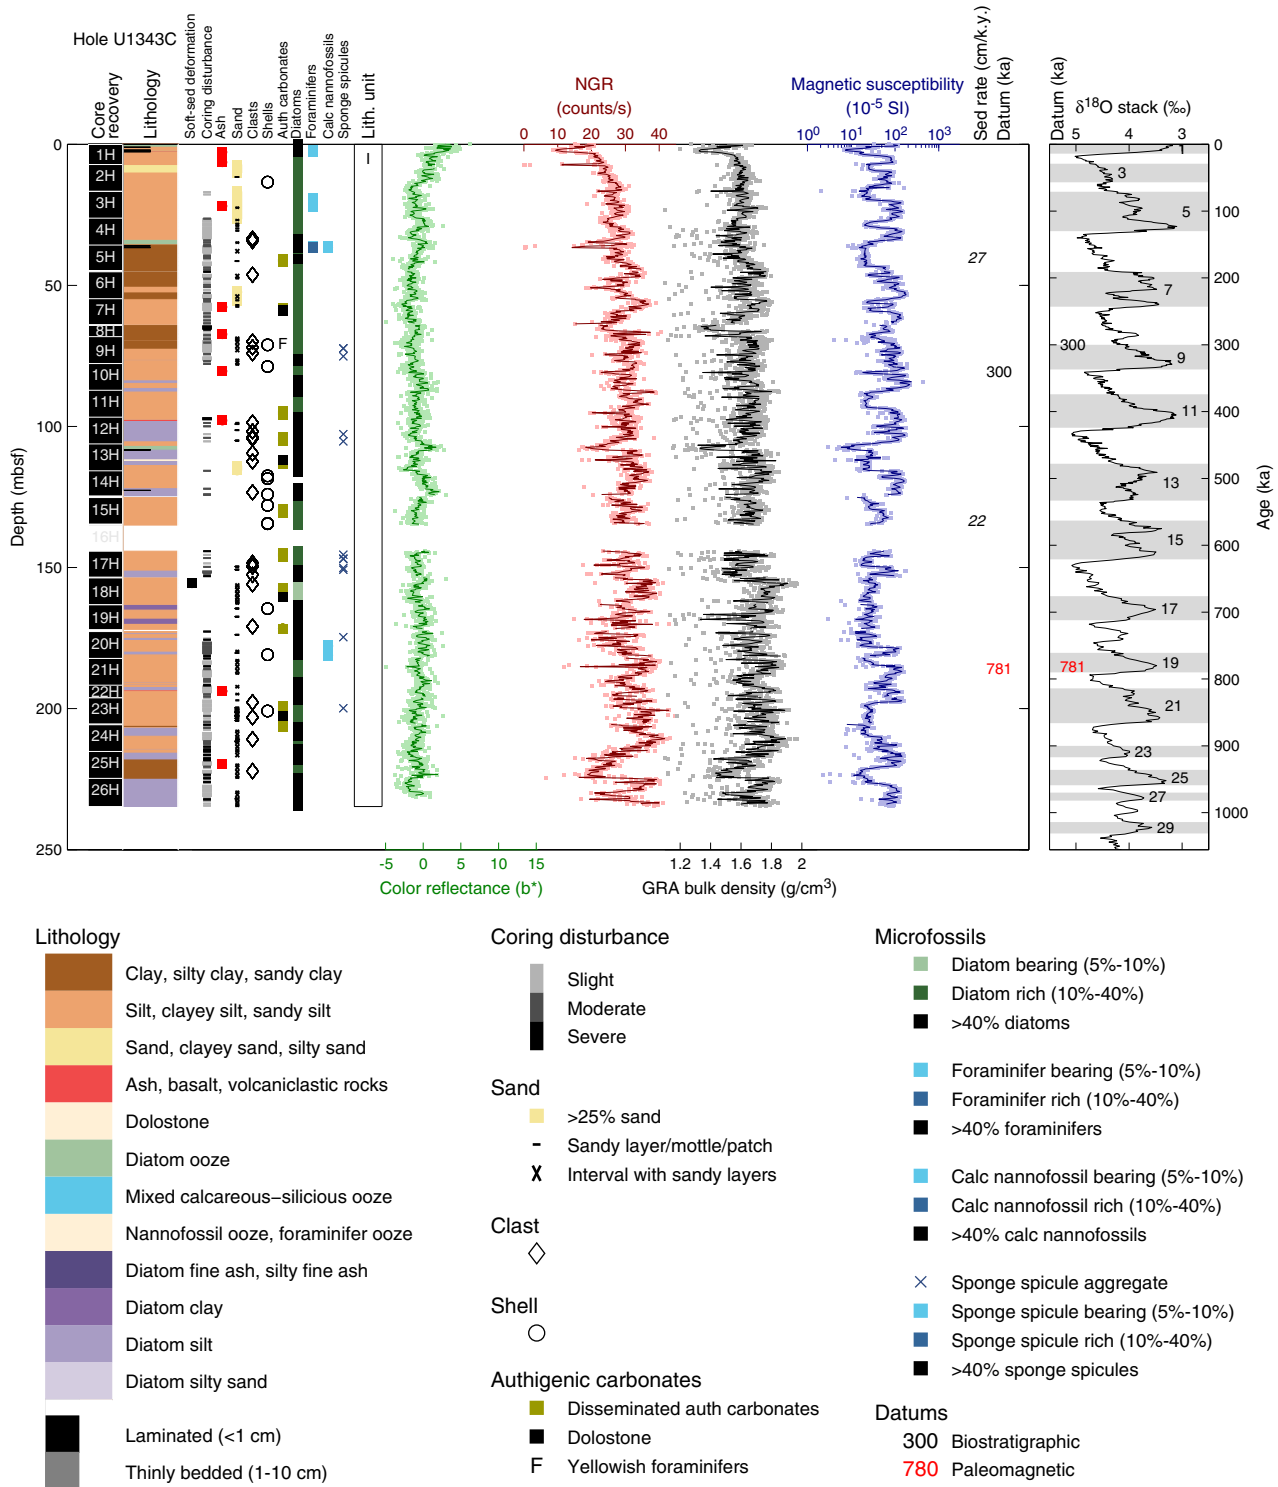 Hole U1343C
Core recovery
Lithology
Soft-sed deformation
Coring disturbance
Ash
Sand
Clasts
Shells
Auth carbonates
Diatoms
Foraminifers
Calc nannofossils
Sponge spicules
Lith. unit
NGR
(counts/s)
0 10 20 30 40
Magnetic susceptibility
(10⁻⁵ SI)
10⁰ 10¹ 10² 10³
Sed rate (cm/k.y.)
Datum (ka)
Datum (ka)
δ¹⁸O stack (‰)
5 4 3
Depth (mbsf)
0
50
100
150
200
250
1H
2H
3H
4H
5H
6H
7H
8H
9H
10H
11H
12H
13H
14H
15H
16H
17H
18H
19H
20H
21H
22H
23H
24H
25H
26H
F
I
27
300
22
781
300
781
1
3
5
7
9
11
13
15
17
19
21
23
25
27
29
0
100
200
300
400
500
600
700
800
900
1000
Age (ka)
-5 0 5 10 15
Color reflectance (b*)
1.2 1.4 1.6 1.8 2
GRA bulk density (g/cm³)
Lithology
Clay, silty clay, sandy clay
Silt, clayey silt, sandy silt
Sand, clayey sand, silty sand
Ash, basalt, volcaniclastic rocks
Dolostone
Diatom ooze
Mixed calcareous–silicious ooze
Nannofossil ooze, foraminifer ooze
Diatom fine ash, silty fine ash
Diatom clay
Diatom silt
Diatom silty sand
Laminated (<1 cm)
Thinly bedded (1-10 cm)
Coring disturbance
Slight
Moderate
Severe
Sand
>25% sand
Sandy layer/mottle/patch
Interval with sandy layers
Clast
Shell
Authigenic carbonates
Disseminated auth carbonates
Dolostone
F Yellowish foraminifers
Microfossils
Diatom bearing (5%-10%)
Diatom rich (10%-40%)
>40% diatoms
Foraminifer bearing (5%-10%)
Foraminifer rich (10%-40%)
>40% foraminifers
Calc nannofossil bearing (5%-10%)
Calc nannofossil rich (10%-40%)
>40% calc nannofossils
Sponge spicule aggregate
Sponge spicule bearing (5%-10%)
Sponge spicule rich (10%-40%)
>40% sponge spicules
Datums
300 Biostratigraphic
780 Paleomagnetic